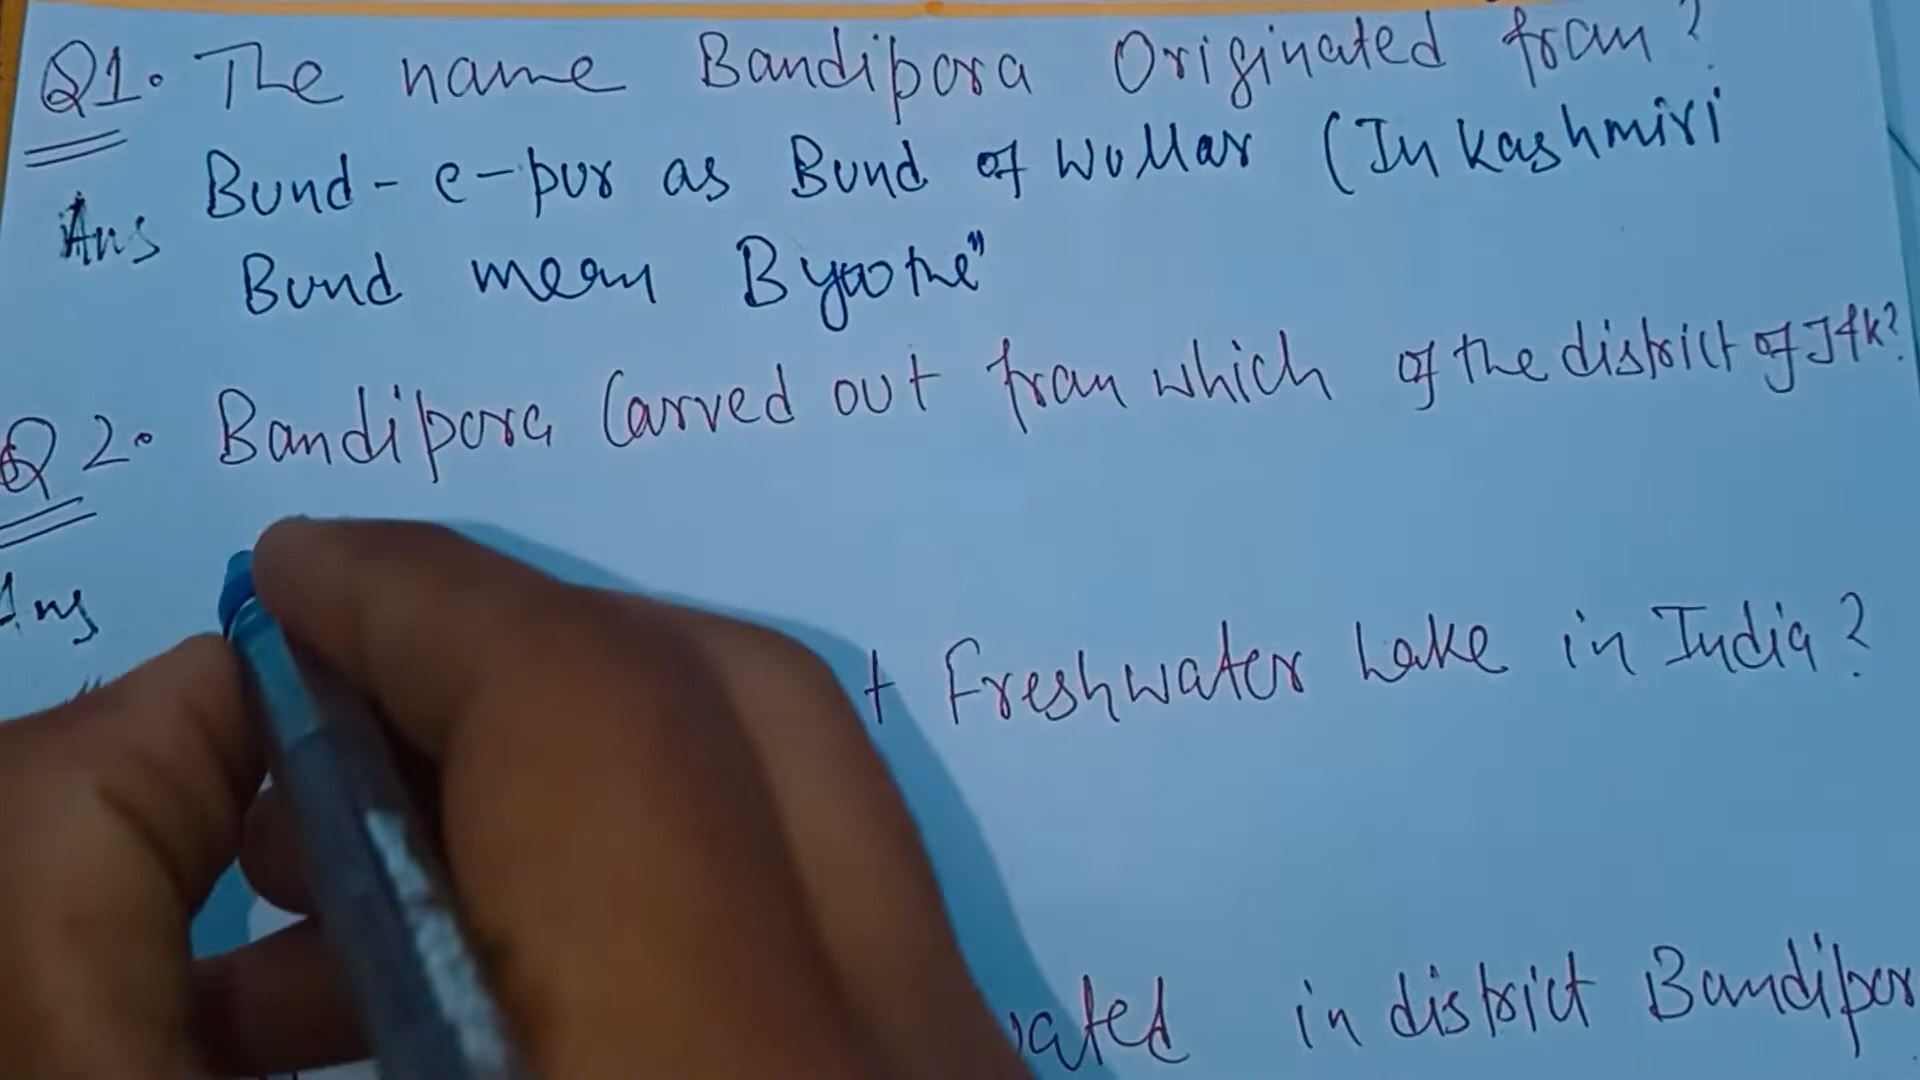 Q1. The name Bandipora Originated from?
Ans Bund-e-pur as Bund of Wullar (In Kashmiri
Bund mean
Q2. Bandipora Carved out from which of the district of J&K?
Ans
t Freshwater Lake in India?
ated in district Bandipor